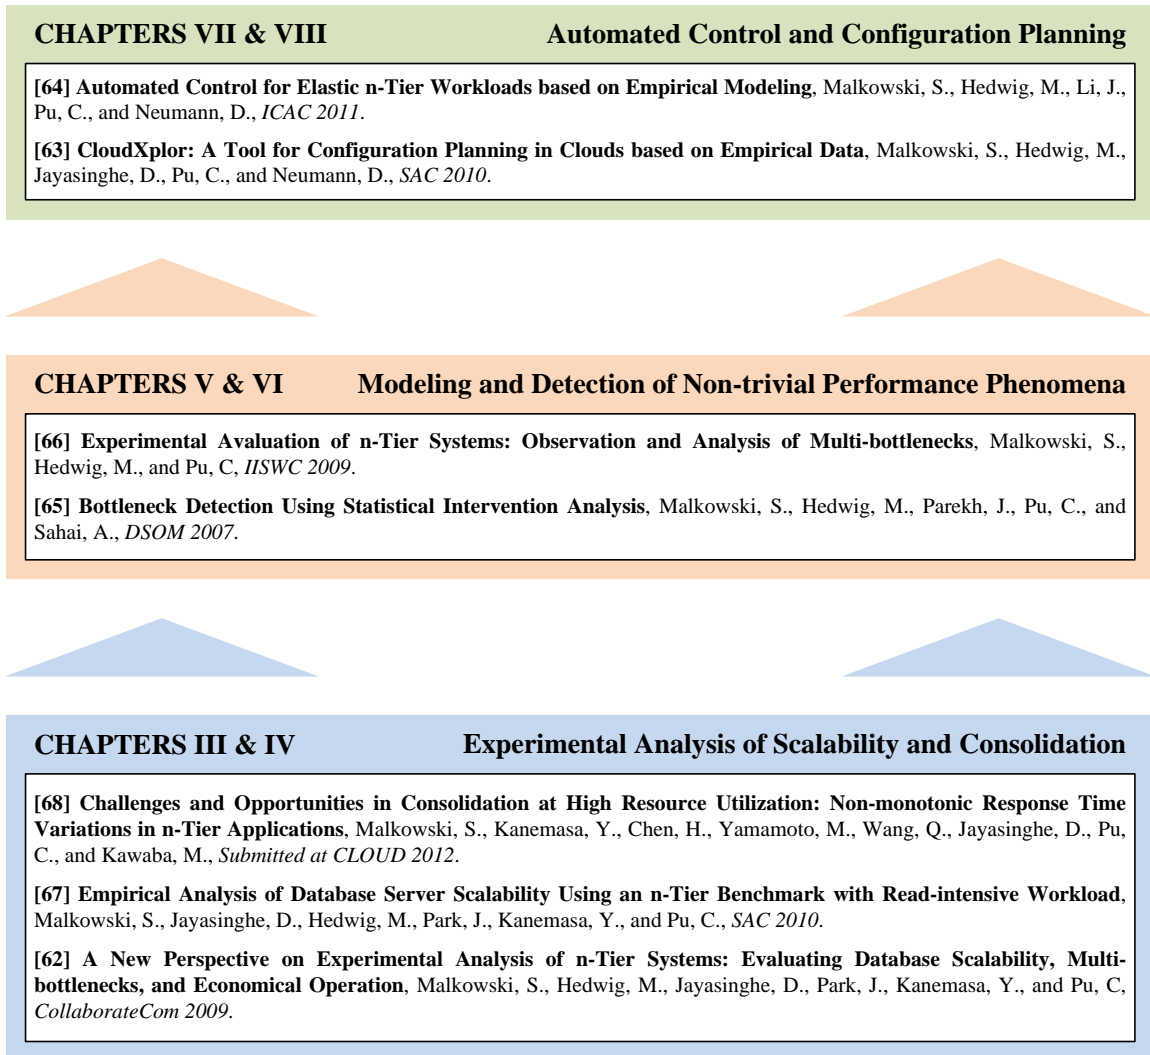 CHAPTERS VII & VIII Automated Control and Configuration Planning
[64] Automated Control for Elastic n-Tier Workloads based on Empirical Modeling, Malkowski, S., Hedwig, M., Li, J.,
Pu, C., and Neumann, D., ICAC 2011.
[63] CloudXplor: A Tool for Configuration Planning in Clouds based on Empirical Data, Malkowski, S., Hedwig, M.,
Jayasinghe, D., Pu, C., and Neumann, D., SAC 2010.
CHAPTERS V & VI Modeling and Detection of Non-trivial Performance Phenomena
[66] Experimental Avaluation of n-Tier Systems: Observation and Analysis of Multi-bottlenecks, Malkowski, S.,
Hedwig, M., and Pu, C, IISWC 2009.
[65] Bottleneck Detection Using Statistical Intervention Analysis, Malkowski, S., Hedwig, M., Parekh, J., Pu, C., and
Sahai, A., DSOM 2007.
CHAPTERS III & IV Experimental Analysis of Scalability and Consolidation
[68] Challenges and Opportunities in Consolidation at High Resource Utilization: Non-monotonic Response Time
Variations in n-Tier Applications, Malkowski, S., Kanemasa, Y., Chen, H., Yamamoto, M., Wang, Q., Jayasinghe, D., Pu,
C., and Kawaba, M., Submitted at CLOUD 2012.
[67] Empirical Analysis of Database Server Scalability Using an n-Tier Benchmark with Read-intensive Workload,
Malkowski, S., Jayasinghe, D., Hedwig, M., Park, J., Kanemasa, Y., and Pu, C., SAC 2010.
[62] A New Perspective on Experimental Analysis of n-Tier Systems: Evaluating Database Scalability, Multi-
bottlenecks, and Economical Operation, Malkowski, S., Hedwig, M., Jayasinghe, D., Park, J., Kanemasa, Y., and Pu, C,
CollaborateCom 2009.